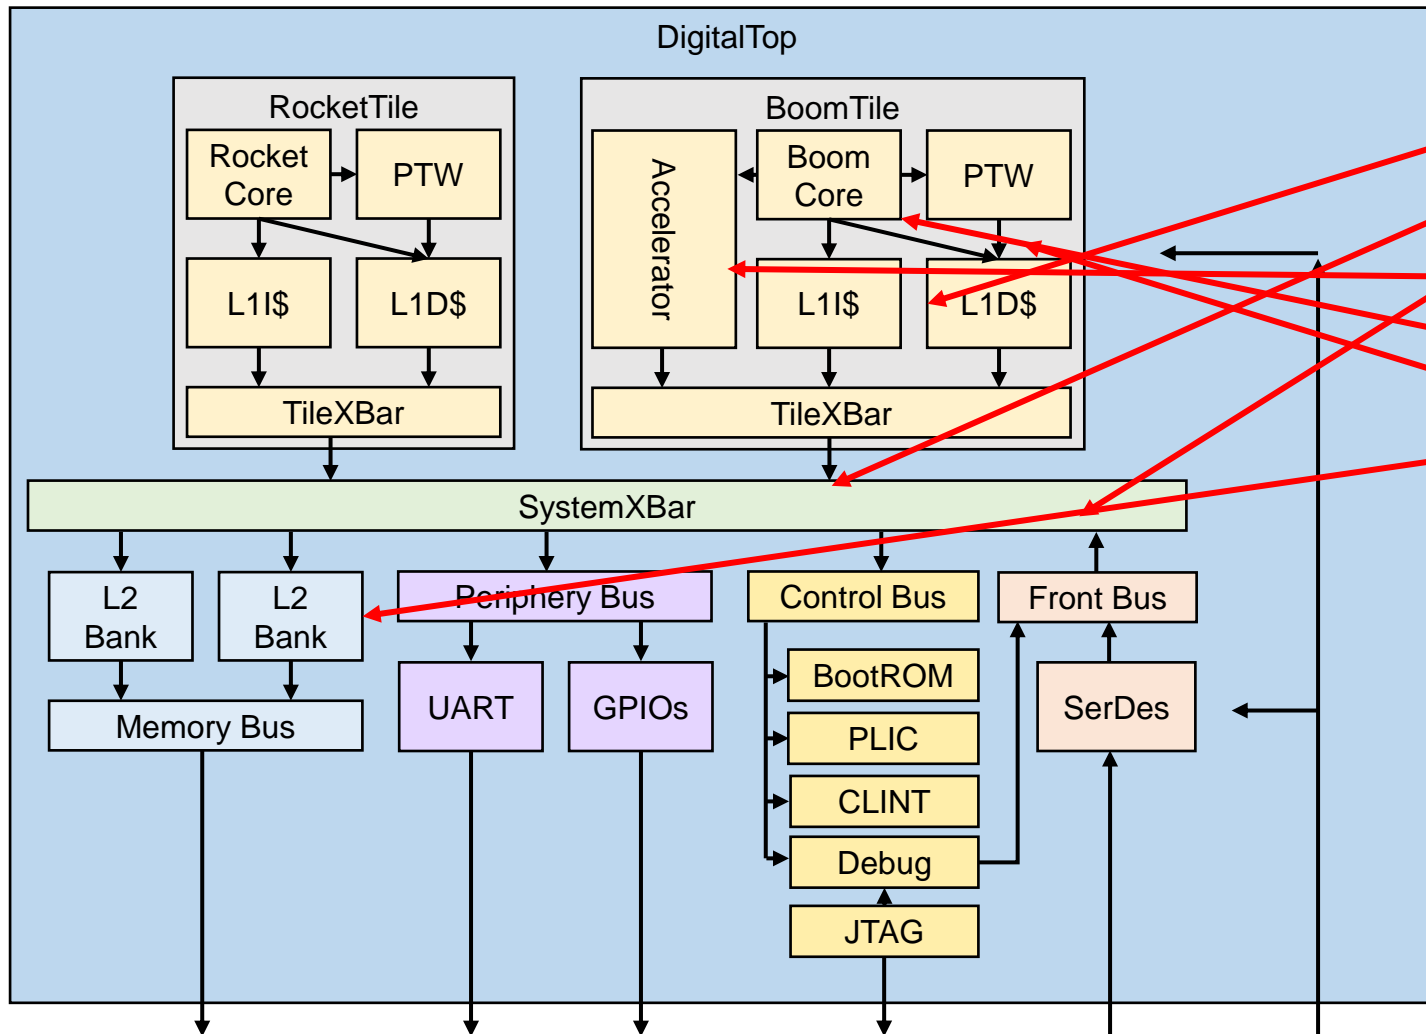 DigitalTop
RocketTile
Rocket
Core
PTW
L1I$
L1D$
TileXBar
BoomTile
Accelerator
Boom
Core
PTW
L1I$
L1D$
TileXBar
SystemXBar
L2
Bank
L2
Bank
Memory Bus
Periphery Bus
UART
GPIOs
Control Bus
BootROM
PLIC
CLINT
Debug
JTAG
Front Bus
SerDes